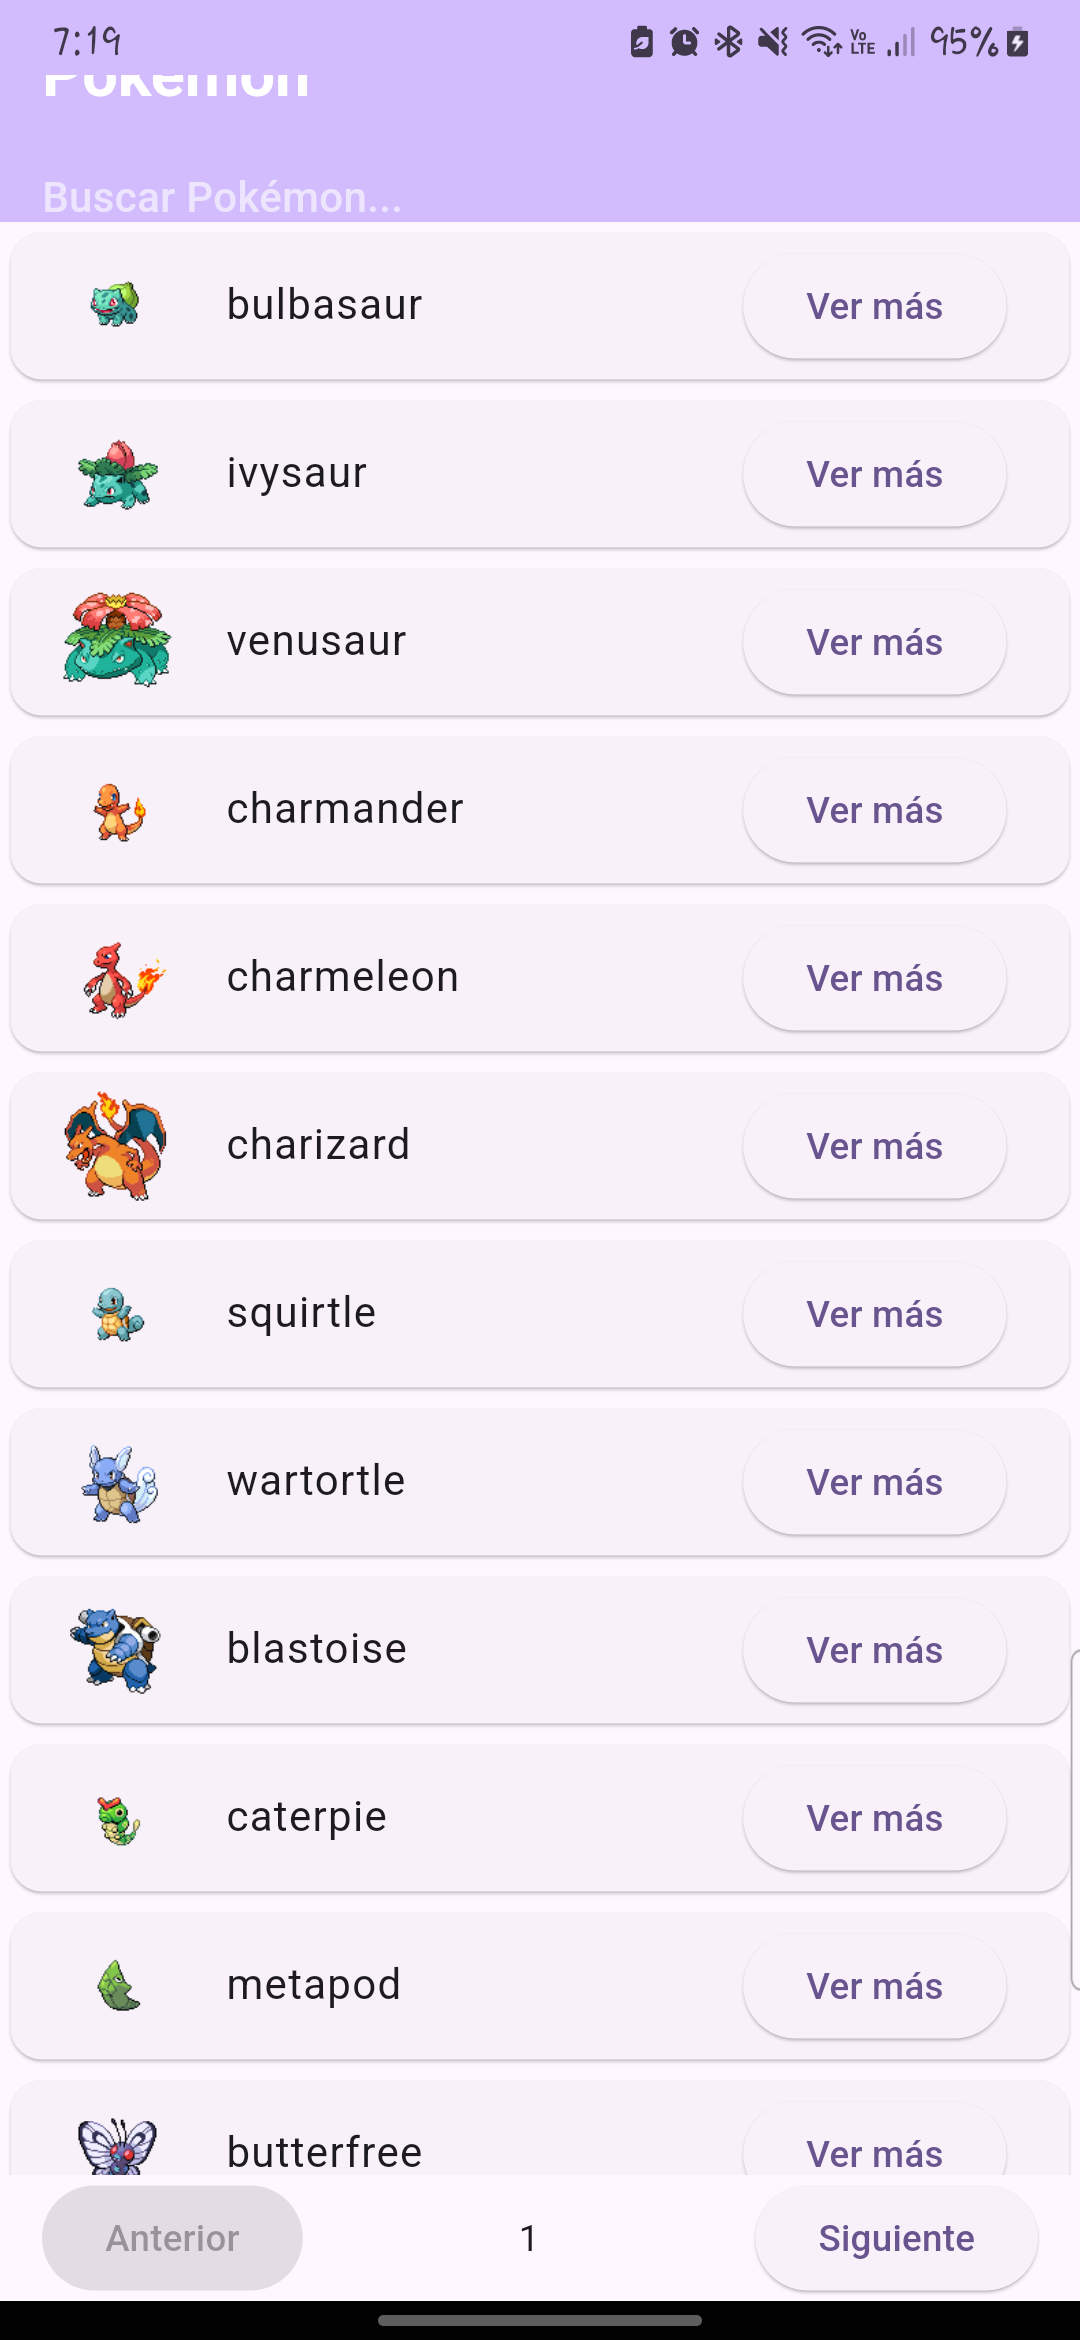 7:19
Vo LTE 95%
Pokémon
Buscar Pokémon...
bulbasaur
Ver más
ivysaur
Ver más
venusaur
Ver más
charmander
Ver más
charmeleon
Ver más
charizard
Ver más
squirtle
Ver más
wartortle
Ver más
blastoise
Ver más
caterpie
Ver más
metapod
Ver más
butterfree
Ver más
Anterior
1
Siguiente